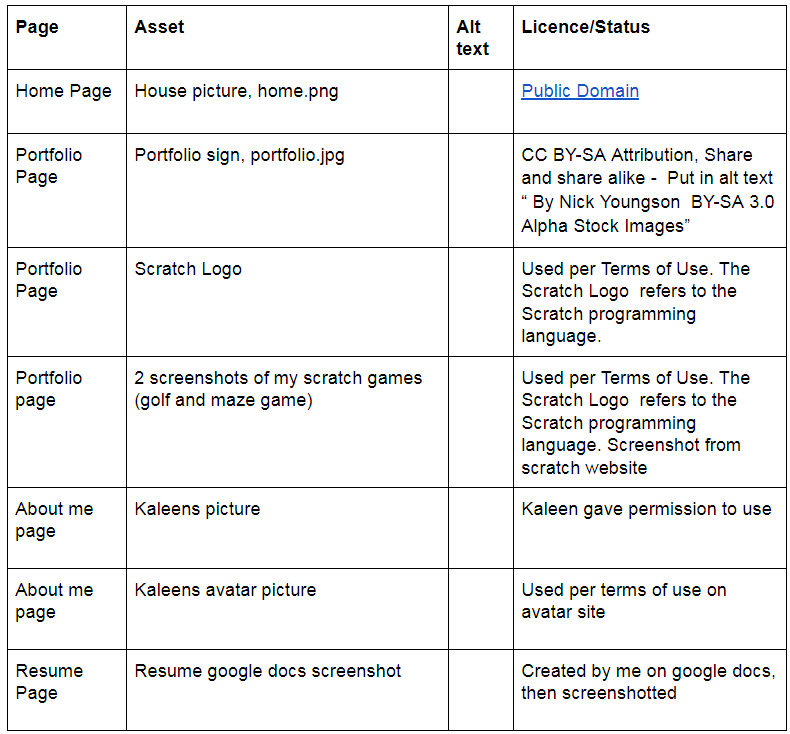 Page Asset Alt Licence/Status
text
Home Page House picture, home.png Public Domain
Portfolio Portfolio sign, portfolio.jpg CC BY-SA Attribution, Share
Page and share alike - Put in alt text
“ By Nick Youngson BY-SA 3.0
Alpha Stock Images”
Portfolio Scratch Logo Used per Terms of Use. The
Page Scratch Logo refers to the
Scratch programming
language.
Portfolio 2 screenshots of my scratch games Used per Terms of Use. The
page (golf and maze game) Scratch Logo refers to the
Scratch programming
language. Screenshot from
scratch website
About me Kaleens picture Kaleen gave permission to use
page
About me Kaleens avatar picture Used per terms of use on
page avatar site
Resume Resume google docs screenshot Created by me on google docs,
Page then screenshotted